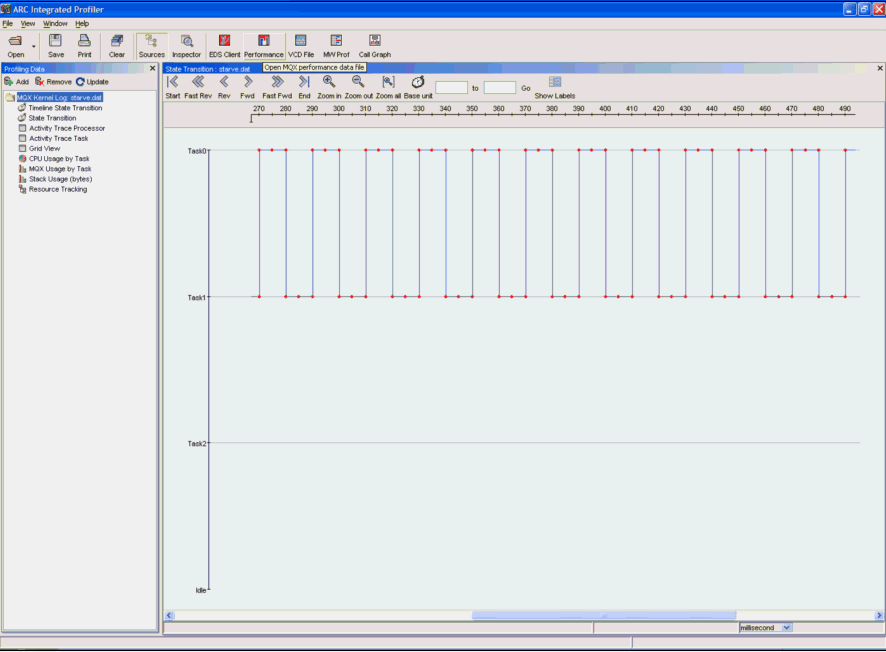 ARC Integrated Profiler
File View Window Help
Open Save Print Clear Sources Inspector EDS Client Performance VCD File MWV Prof Call Graph
Open MQX performance data file
Profiling Data
Add Remove Update
MQX Kernel Log: starve.dat
Timeline State Transition
State Transition
Activity Trace Processor
Activity Trace Task
Grid View
CPU Usage by Task
MQX Usage by Task
Stack Usage (bytes)
Resource Tracking
State Transition : starve.dat
to Go
Start Fast Rev Rev Fwd Fast Fwd End Zoom in Zoom out Zoom all Base unit Show Labels
270 280 290 300 310 320 330 340 350 360 370 380 390 400 410 420 430 440 450 460 470 480 490
Task0
Task1
Task2
Idle
millisecond